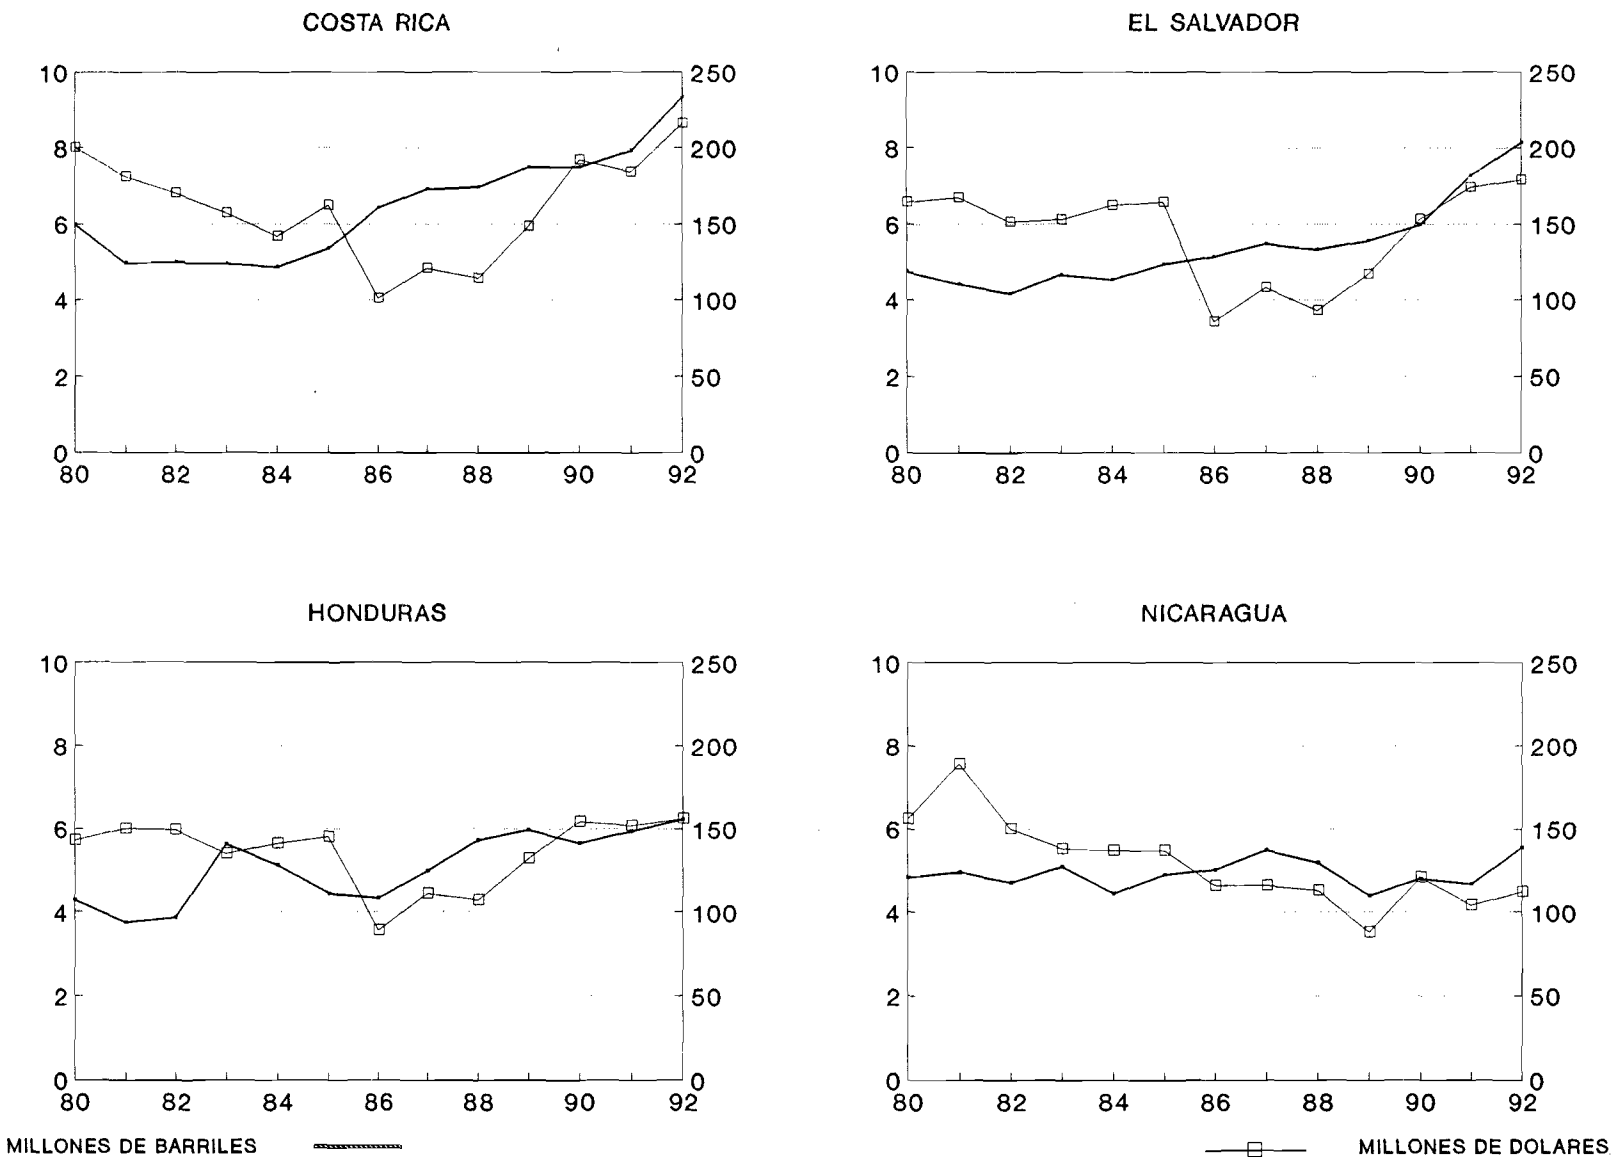 COSTA RICA
EL SALVADOR
10 250 10 250
8 200 8 200
6 150 6 150
4 100 4 100
2 50 2 50
0 0 0 0
80 82 84 86 88 90 92 80 82 84 86 88 90 92
HONDURAS
NICARAGUA
10 250 10 250
8 200 8 200
6 150 6 150
4 100 4 100
2 50 2 50
0 0 0 0
80 82 84 86 88 90 92 80 82 84 86 88 90 92
MILLONES DE BARRILES
MILLONES DE DOLARES